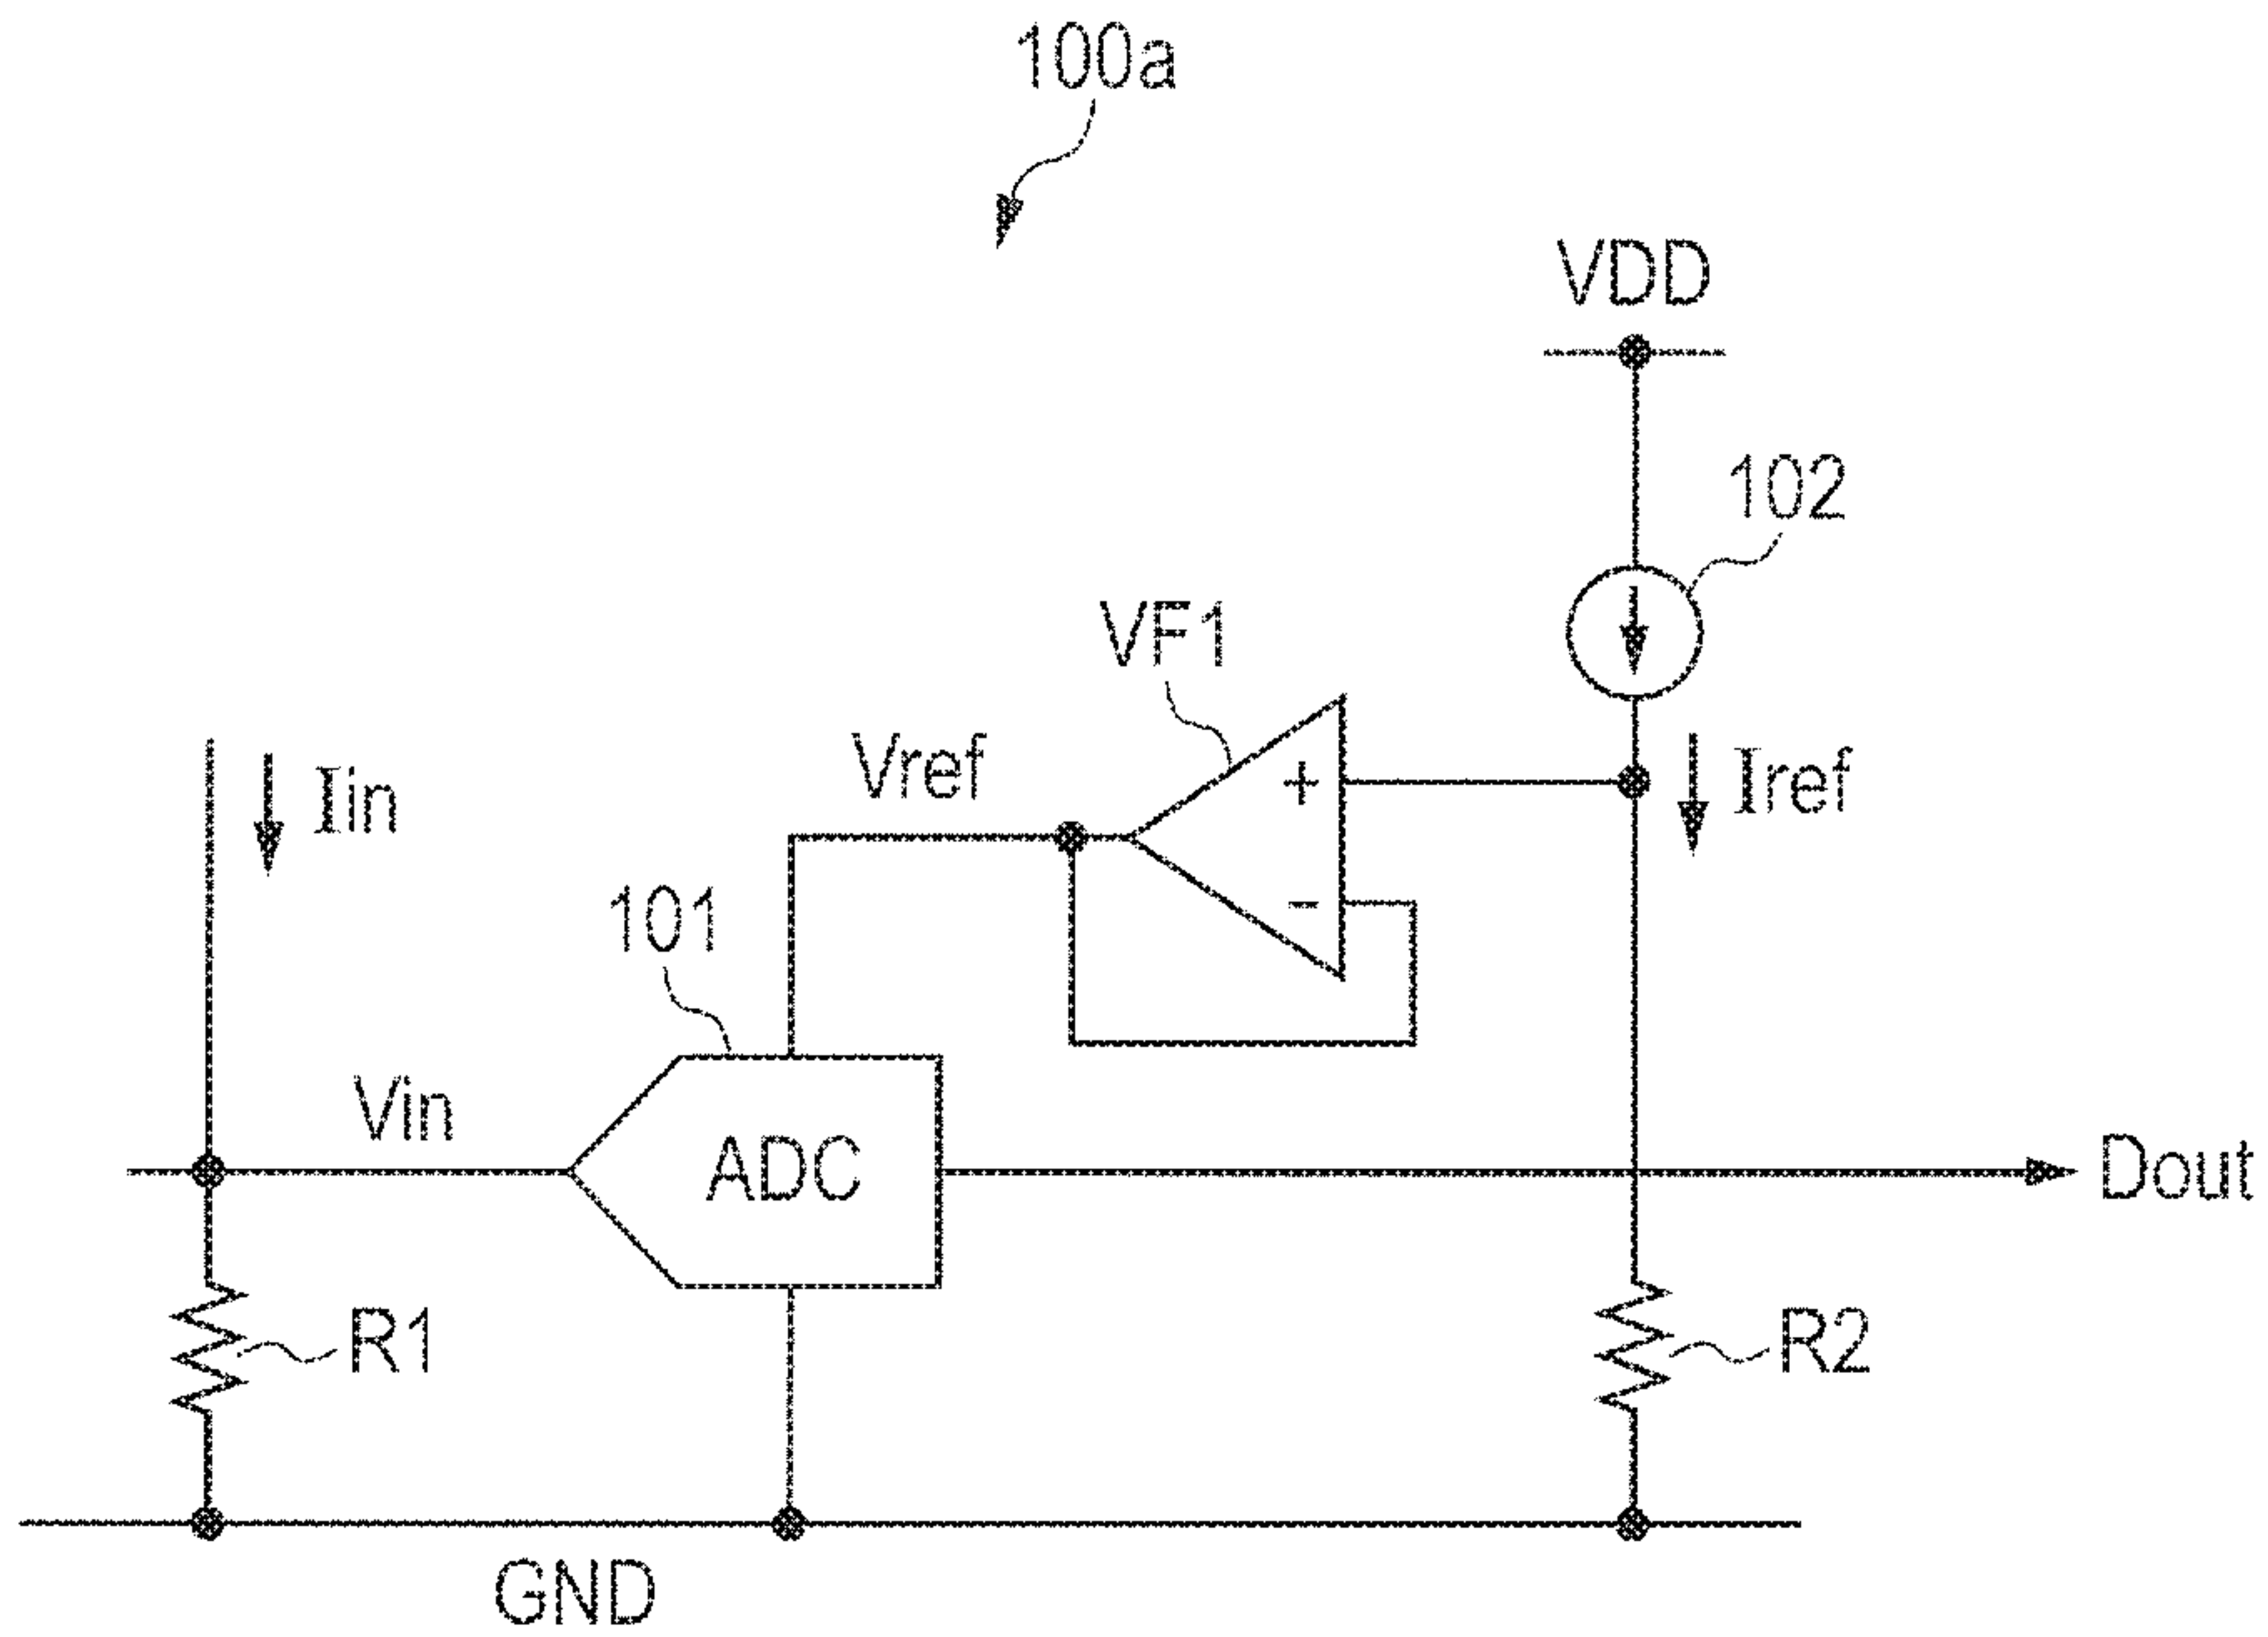 100a
VDD
102
VF1
Vref
+
Iref
Iin
-
101
Vin
ADC
Dout
R1
R2
GND